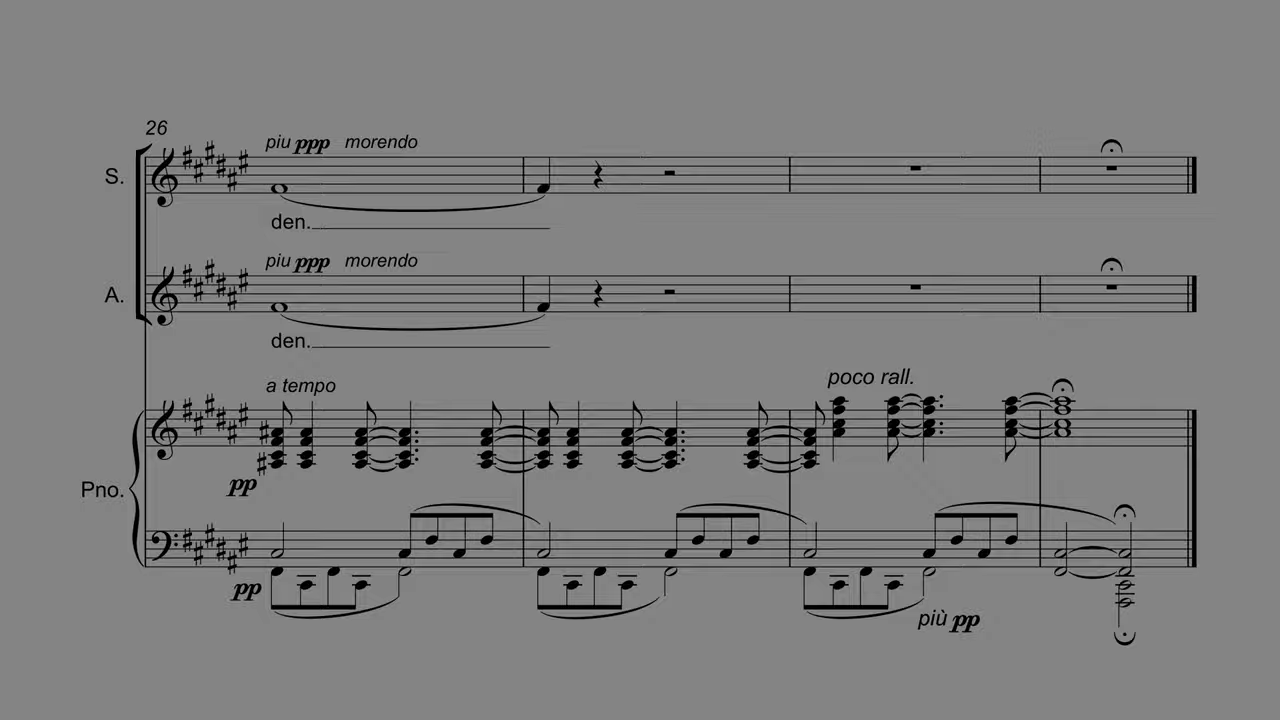 26
piu ppp morendo
S.
den.
piu ppp morendo
A.
den.
a tempo
poco rall.
Pno.
pp
pp
più pp